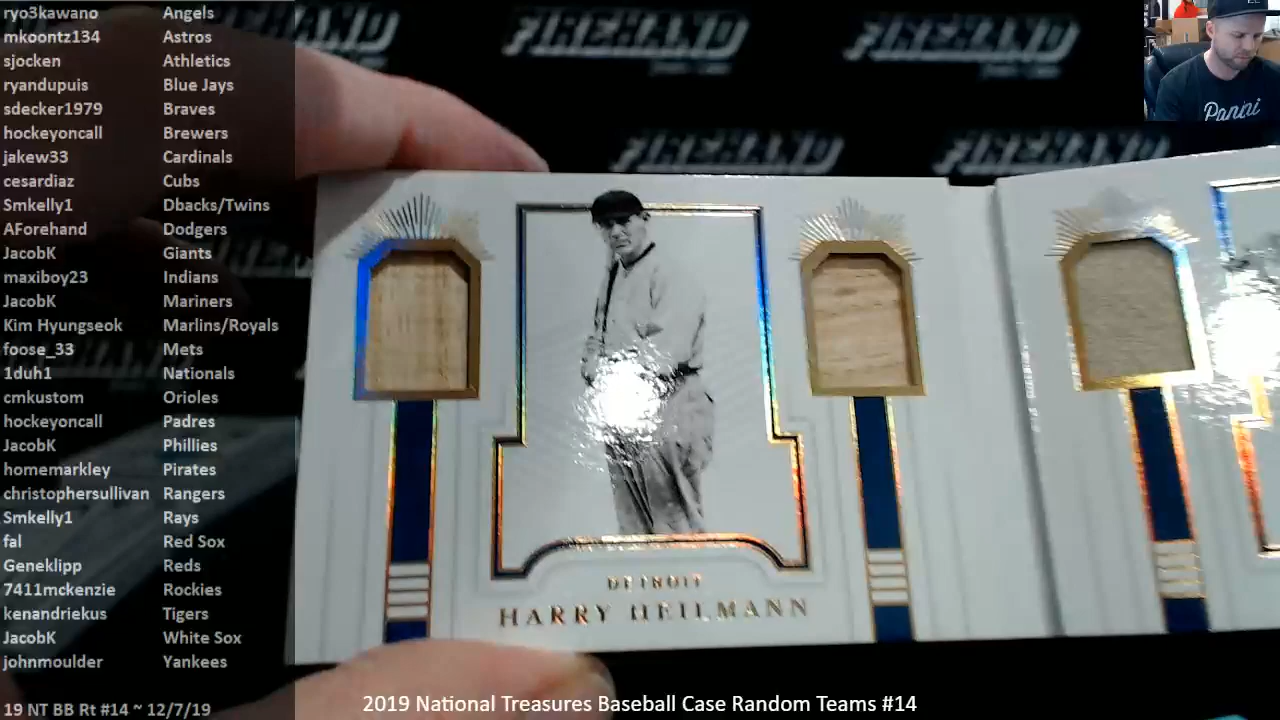 ryo3kawano Angels
mkoontz134 Astros
sjocken Athletics
ryandupuis Blue Jays
sdecker1979 Braves
hockeyoncall Brewers
jakew33 Cardinals
cesardiaz Cubs
Smkelly1 Dbacks/Twins
AForehand Dodgers
JacobK Giants
maxiboy23 Indians
JacobK Mariners
Kim Hyungseok Marlins/Royals
foose_33 Mets
1duh1 Nationals
cmkustom Orioles
hockeyoncall Padres
JacobK Phillies
homemarkley Pirates
christophersullivan Rangers
Smkelly1 Rays
fal Red Sox
Geneklipp Reds
7411mckenzie Rockies
kenandriekus Tigers
JacobK White Sox
johnmoulder Yankees
19 NT BB Rt #14 ~ 12/7/19
FIREHAND FIREHAND
FIREHAND FIREHAND
Panini
DETROIT
HARRY HEILMANN
2019 National Treasures Baseball Case Random Teams #14